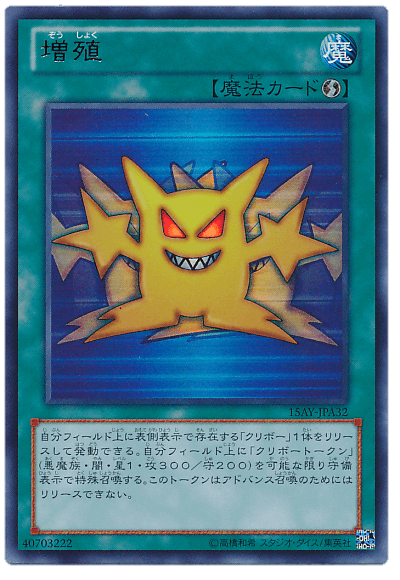 増殖
魔
【魔法カード】
15AY-JPA32
自分フィールド上に表側表示で存在する「クリボー」1体をリリー
スして発動できる。自分フィールド上に「クリボートークン」
(悪魔族・闇・星1・攻300/守200)を可能な限り守備
表示で特殊召喚する。このトークンはアドバンス召喚のためには
リリースできない。
40703222
©高橋和希 スタジオ・ダイス/集英社